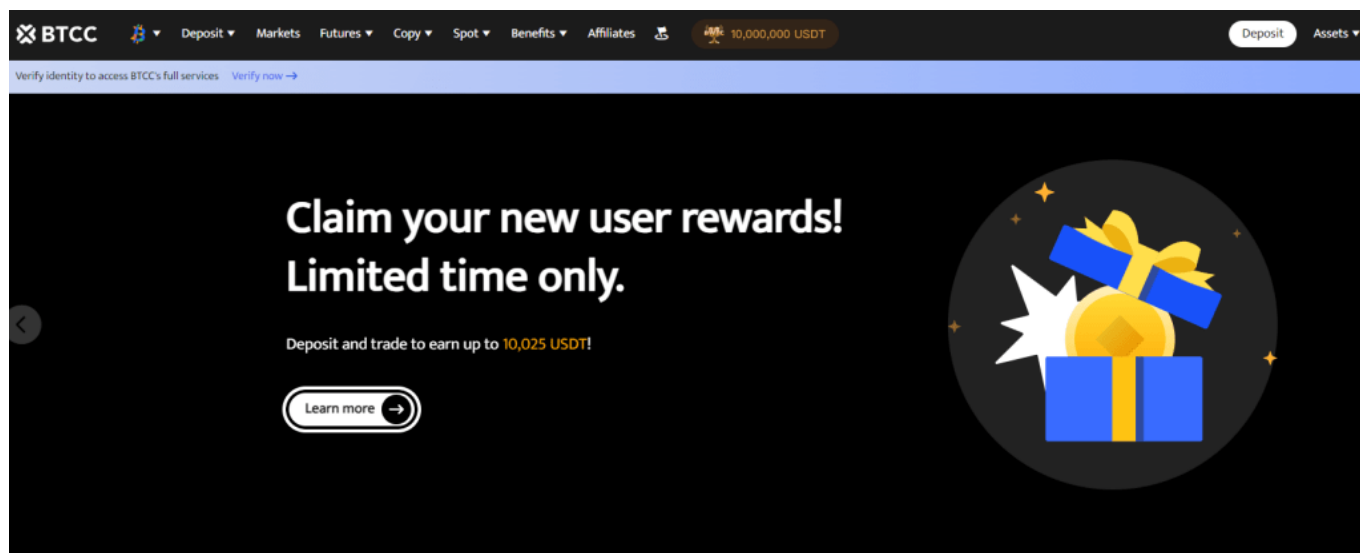 BTCC Deposit Markets Futures Copy Spot Benefits Affiliates 10,000,000 USDT Deposit Assets
Verify identity to access BTCC's full services Verify now →
Claim your new user rewards!
Limited time only.
Deposit and trade to earn up to 10,025 USDT!
Learn more →